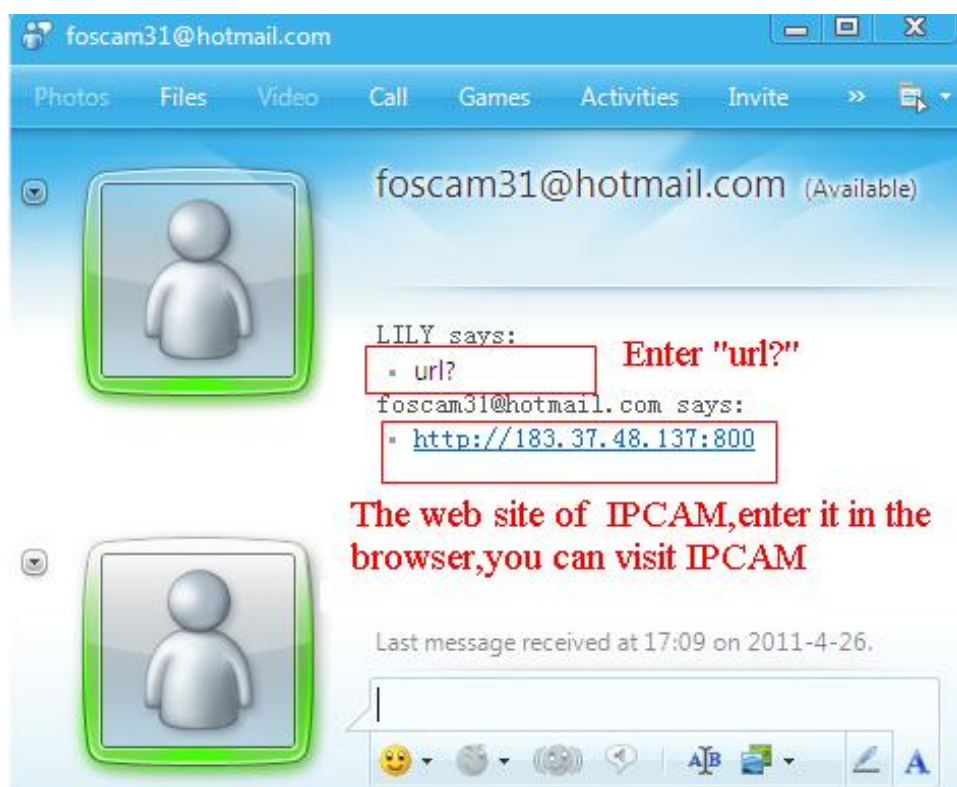 foscam31@hotmail.com
Photos Files Video Call Games Activities Invite »
foscam31@hotmail.com (Available)
LILY says:
url?
Enter "url?"
foscam31@hotmail.com says:
http://183.37.48.137:800
The web site of IPCAM,enter it in the
browser,you can visit IPCAM
Last message received at 17:09 on 2011-4-26.
AB
A